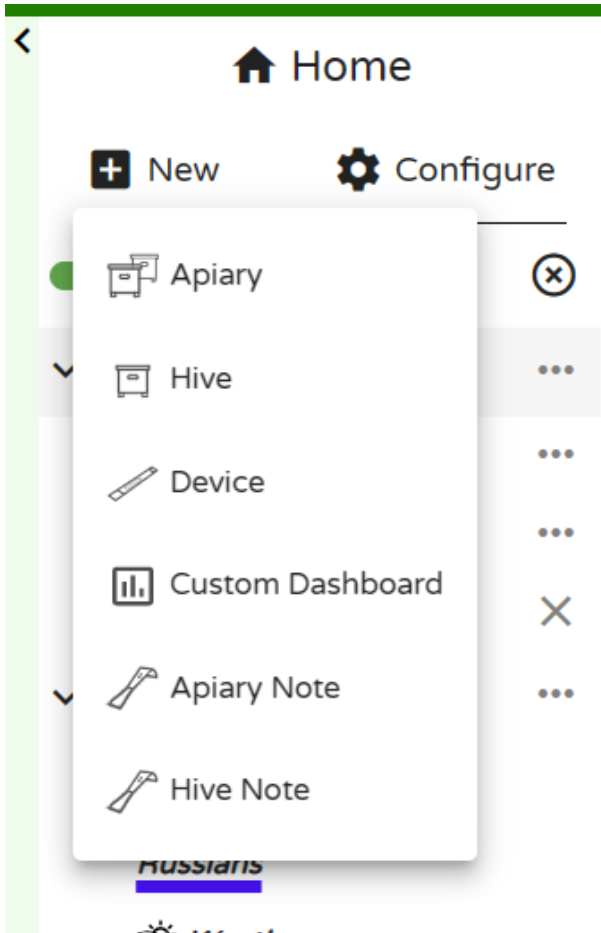 Home
New Configure
Apiary
Hive
Device
Custom Dashboard
Apiary Note
Hive Note
Russians